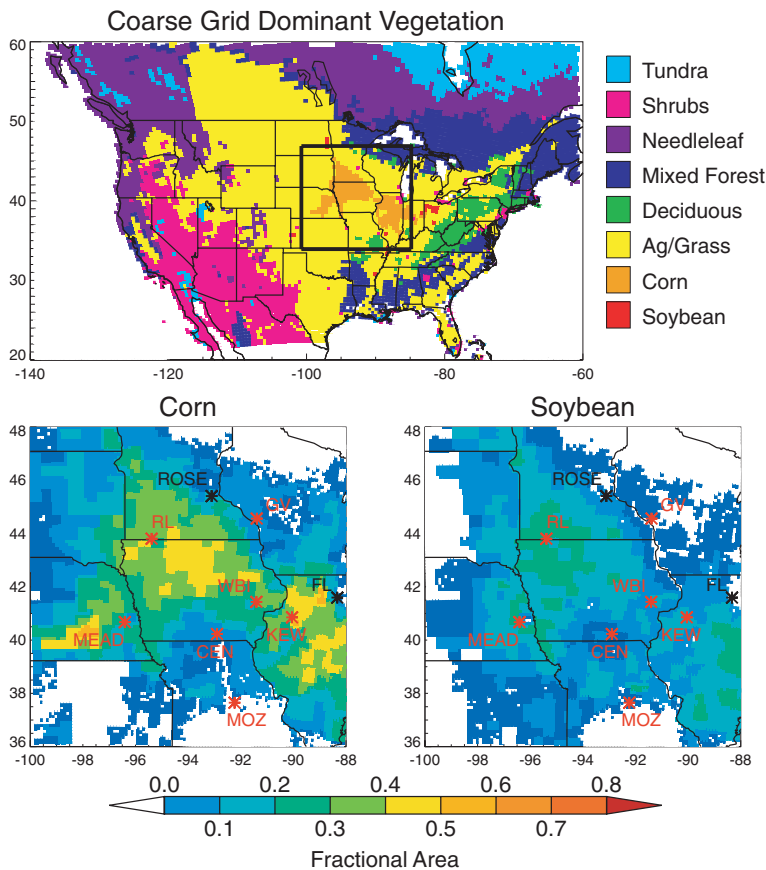 Coarse Grid Dominant Vegetation
60
50
40
30
20
-140 -120 -100 -80 -60
Tundra
Shrubs
Needleleaf
Mixed Forest
Deciduous
Ag/Grass
Corn
Soybean
Corn
48
46
44
42
40
38
36
-100 -98 -96 -94 -92 -90 -88
ROSE
GV
RL
WBI
FL
MEAD
CEN
KEW
MOZ
Soybean
48
46
44
42
40
38
36
-100 -98 -96 -94 -92 -90 -88
ROSE
GV
RL
WBI
FL
MEAD
CEN
KEW
MOZ
0.0 0.2 0.4 0.6 0.8
0.1 0.3 0.5 0.7
Fractional Area